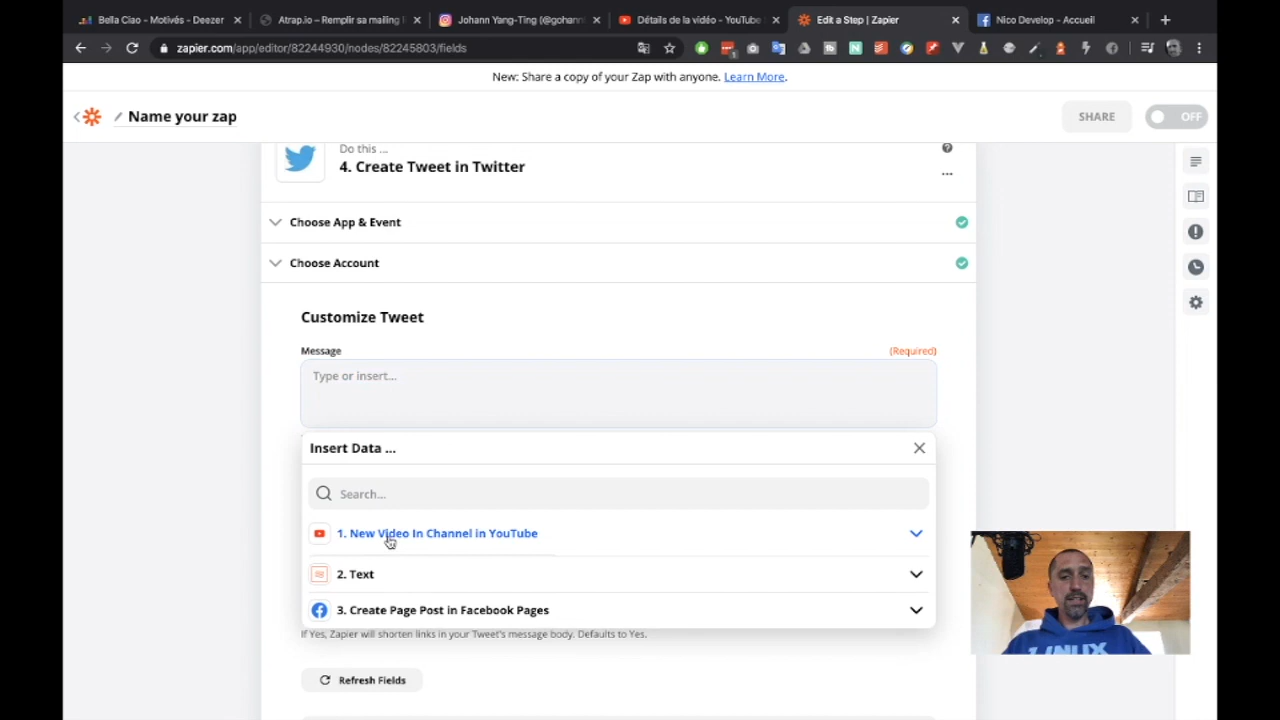 Bella Ciao – Motivés – Deezer
Atrap.io – Remplir sa mailing
Johann Yang-Ting (@gohann
Détails de la vidéo – YouTube
Edit a Step | Zapier
Nico Develop – Accueil
zapier.com/app/editor/82244930/nodes/82245803/fields
New: Share a copy of your Zap with anyone. Learn More.
Name your zap
SHARE
OFF
Do this ...
4. Create Tweet in Twitter
Choose App & Event
Choose Account
Customize Tweet
Message
(Required)
Type or insert...
Insert Data ...
Search...
1. New Video In Channel in YouTube
2. Text
3. Create Page Post in Facebook Pages
If Yes, Zapier will shorten links in your Tweet's message body. Defaults to Yes.
Refresh Fields
LINUX